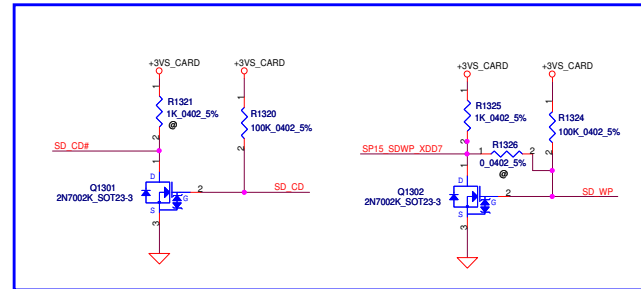 +3VS_CARD
+3VS_CARD
1
R1321
1K_0402_5%
@
2
1
R1320
100K_0402_5%
2
SD_CD#
1
D
Q1301
2N7002K_SOT23-3
G
2
SD_CD
S
3
+3VS_CARD
+3VS_CARD
1
R1325
1K_0402_5%
2
1
R1324
100K_0402_5%
2
SP15_SDWP_XDD7
1
R1326
0_0402_5%
2
@
1
D
Q1302
2N7002K_SOT23-3
G
2
SD_WP
S
3